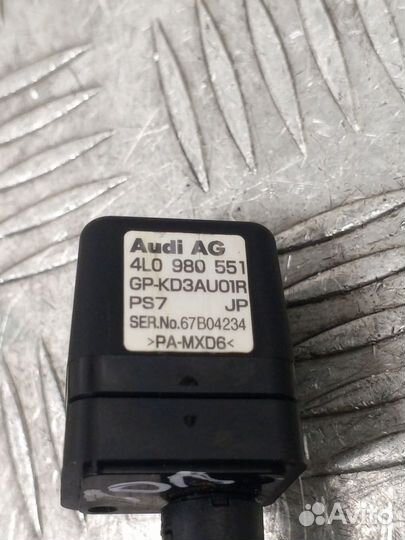 Audi AG
4L0 980 551
GP-KD3AU01R
PS7 JP
SER.No.67B04234
>PA-MXD6<
Avito